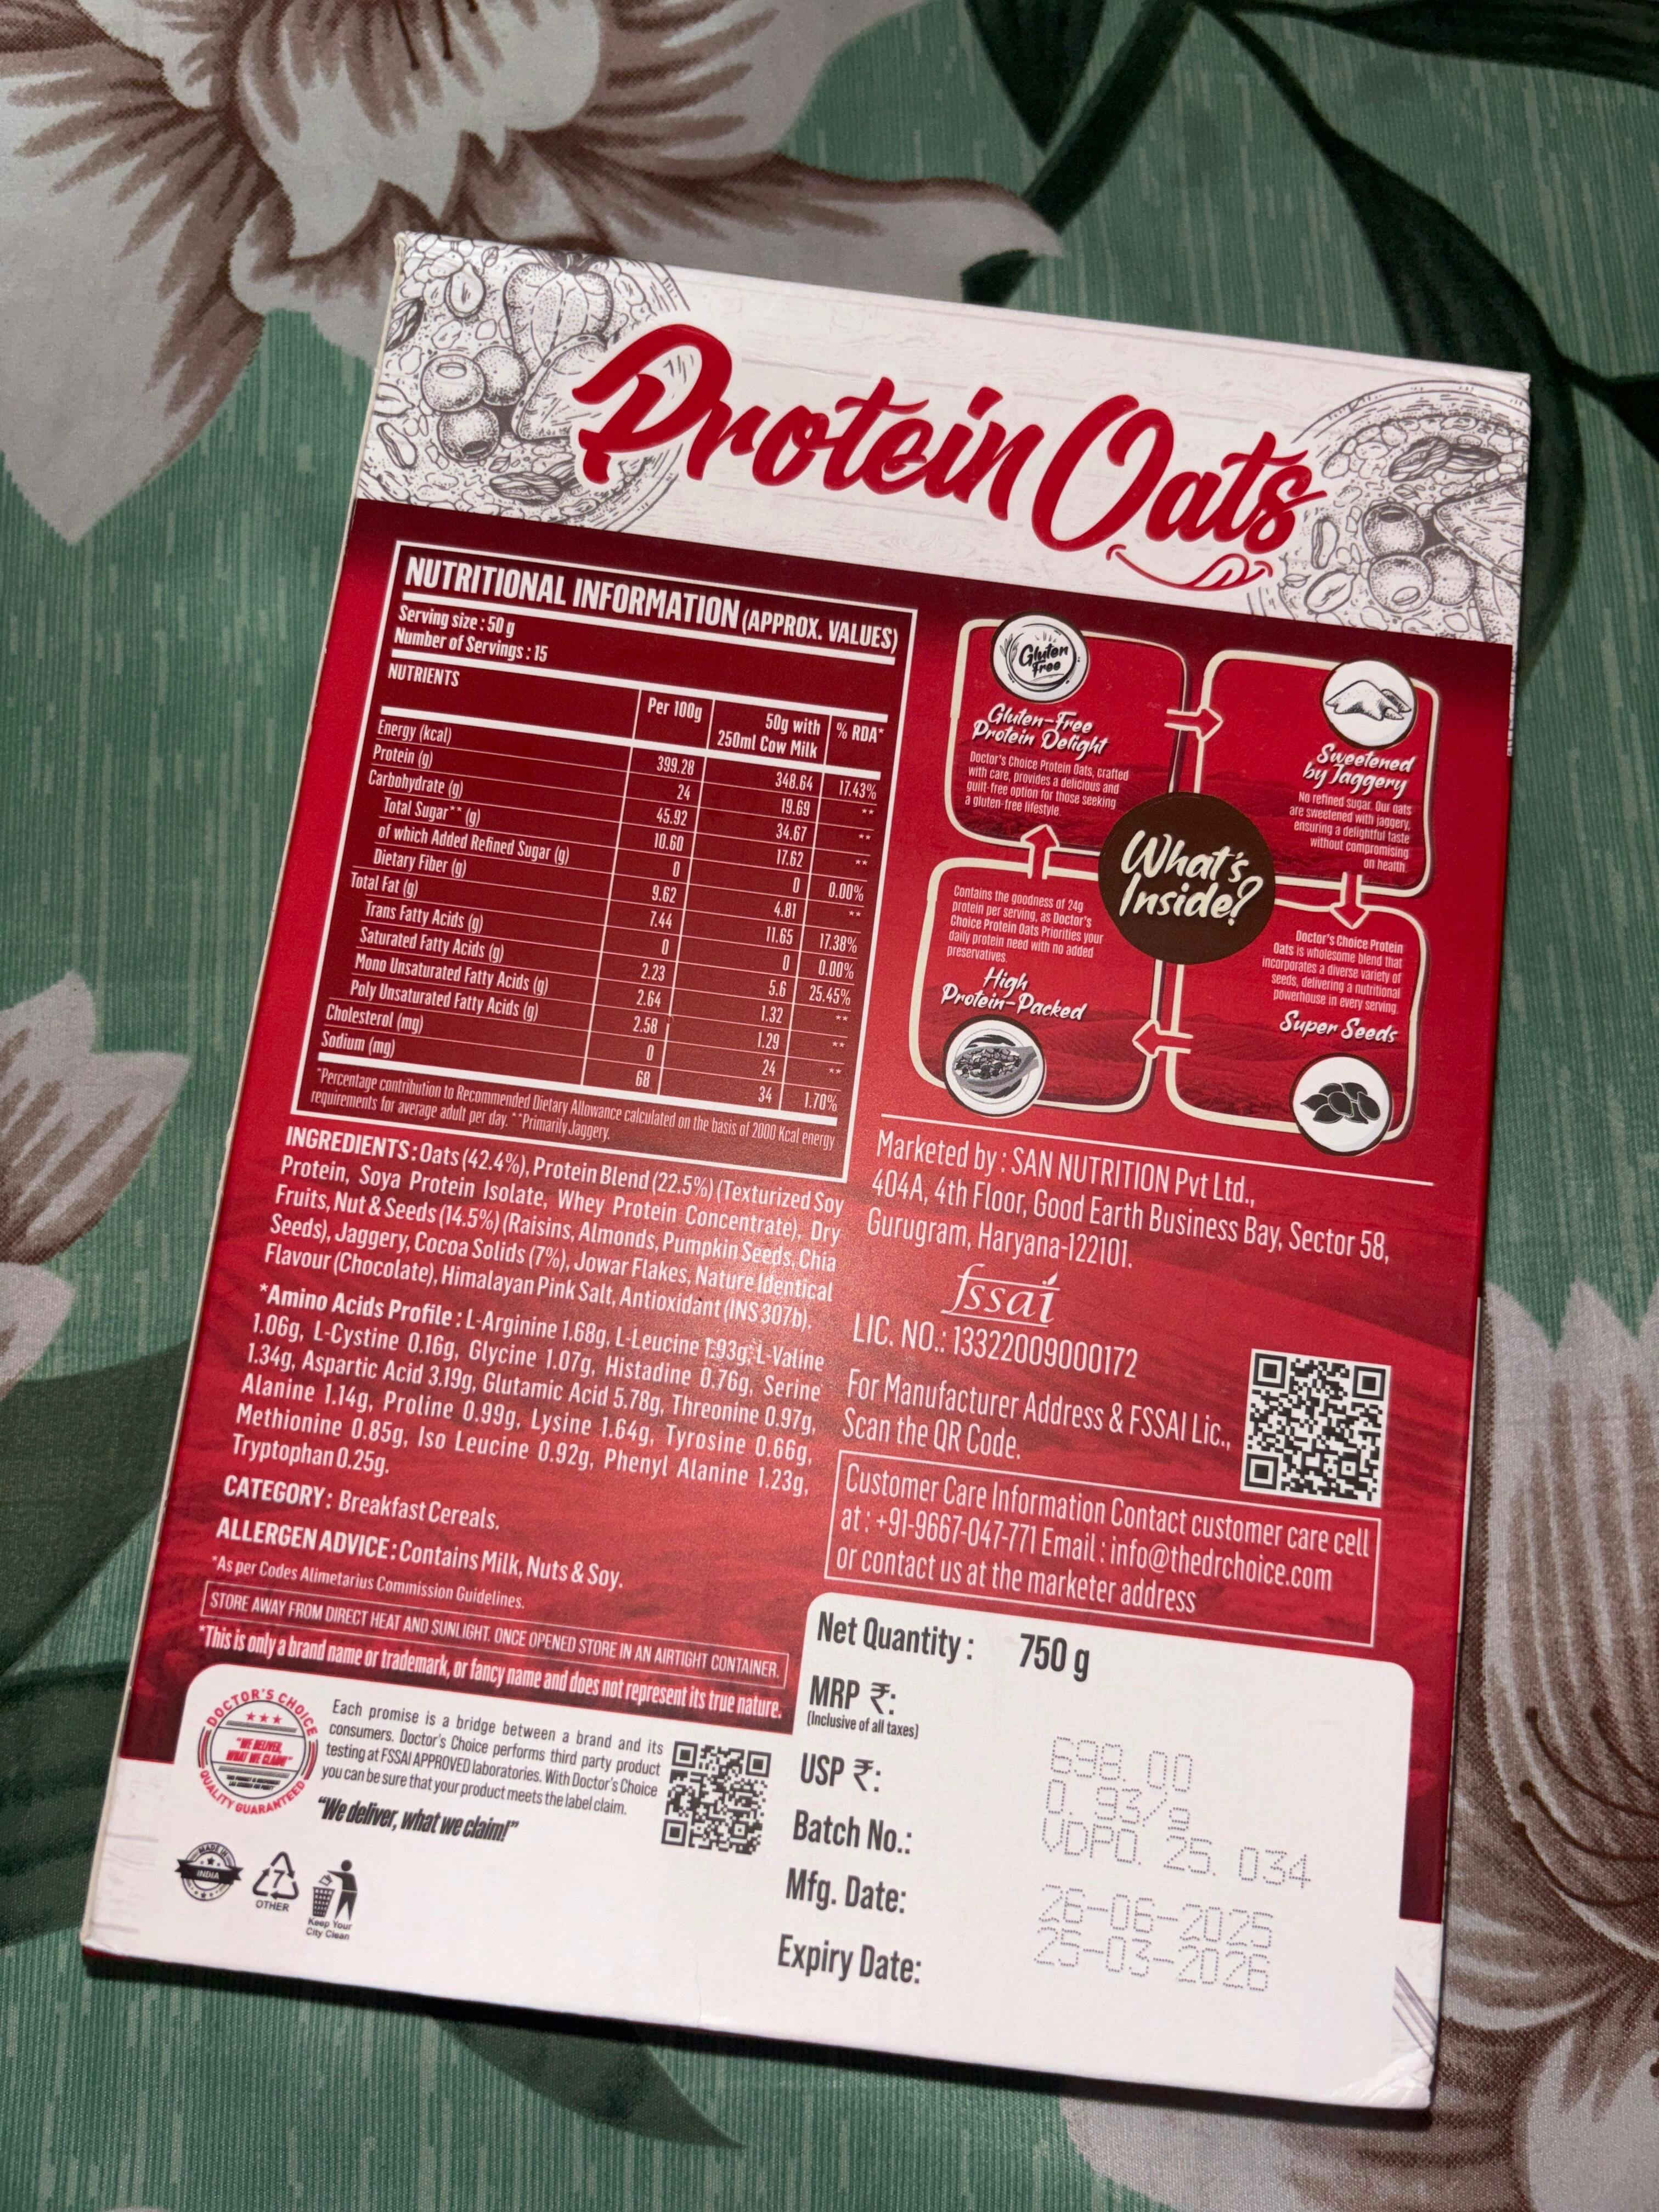 Protein Oats
NUTRITIONAL INFORMATION (APPROX. VALUES)
Serving size : 50 g
Number of Servings : 15
NUTRIENTS Per 100g 50g with 250ml Cow Milk % RDA*
Energy (kcal) 399.28 348.64 17.43%
Protein (g) 24 19.69 **
Carbohydrate (g) 45.92 34.67 **
Total Sugar** (g) 10.60 17.62 **
of which Added Refined Sugar (g) 0 0 0.00%
Dietary Fiber (g) 9.62 4.81 **
Total Fat (g) 7.44 11.65 17.38%
Trans Fatty Acids (g) 0 0 0.00%
Saturated Fatty Acids (g) 2.23 5.6 25.45%
Mono Unsaturated Fatty Acids (g) 2.64 1.32 **
Poly Unsaturated Fatty Acids (g) 2.58 1.29 **
Cholesterol (mg) 0 24 **
Sodium (mg) 68 34 1.70%
*Percentage contribution to Recommended Dietary Allowance calculated on the basis of 2000 Kcal energy
requirements for average adult per day. **Primarily Jaggery.
INGREDIENTS : Oats (42.4%), Protein Blend (22.5%) (Texturized Soy
Protein, Soya Protein Isolate, Whey Protein Concentrate), Dry
Fruits, Nut & Seeds (14.5%) (Raisins, Almonds, Pumpkin Seeds, Chia
Seeds), Jaggery, Cocoa Solids (7%), Jowar Flakes, Nature Identical
Flavour (Chocolate), Himalayan Pink Salt, Antioxidant (INS 307b).
*Amino Acids Profile : L-Arginine 1.68g, L-Leucine 1.93g, L-Valine
1.06g, L-Cystine 0.16g, Glycine 1.07g, Histadine 0.76g, Serine
1.34g, Aspartic Acid 3.19g, Glutamic Acid 5.78g, Threonine 0.97g,
Alanine 1.14g, Proline 0.99g, Lysine 1.64g, Tyrosine 0.66g,
Methionine 0.85g, Iso Leucine 0.92g, Phenyl Alanine 1.23g,
Tryptophan 0.25g.
CATEGORY : Breakfast Cereals.
ALLERGEN ADVICE : Contains Milk, Nuts & Soy.
*As per Codes Alimetarius Commission Guidelines.
STORE AWAY FROM DIRECT HEAT AND SUNLIGHT. ONCE OPENED STORE IN AN AIRTIGHT CONTAINER.
*This is only a brand name or trademark, or fancy name and does not represent its true nature.
DOCTOR'S CHOICE
"WE DELIVER,
WHAT WE CLAIM"
QUALITY GUARANTEED
Each promise is a bridge between a brand and its
consumers. Doctor's Choice performs third party product
testing at FSSAI APPROVED laboratories. With Doctor's Choice
you can be sure that your product meets the label claim.
"We deliver, what we claim!"
MADE IN
INDIA
7
OTHER
Keep Your
City Clean
Gluten
Free
Gluten-Free
Protein Delight
Doctor's Choice Protein Oats, crafted
with care, provides a delicious and
guilt-free option for those seeking
a gluten-free lifestyle.
Sweetened
by Jaggery
No refined sugar. Our oats
are sweetened with jaggery,
ensuring a delightful taste
without compromising
on health
What's
Inside?
Contains the goodness of 24g
protein per serving, as Doctor's
Choice Protein Oats Priorities your
daily protein need with no added
preservatives.
High
Protein-Packed
Doctor's Choice Protein
Oats is wholesome blend that
incorporates a diverse variety of
seeds, delivering a nutritional
powerhouse in every serving.
Super Seeds
Marketed by : SAN NUTRITION Pvt Ltd.,
404A, 4th Floor, Good Earth Business Bay, Sector 58,
Gurugram, Haryana-122101.
fssai
LIC. NO.: 13322009000172
For Manufacturer Address & FSSAI Lic.,
Scan the QR Code.
Customer Care Information Contact customer care cell
at : +91-9667-047-771 Email : info@thedrchoice.com
or contact us at the marketer address
Net Quantity : 750 g
MRP ₹: 698.00
(Inclusive of all taxes)
USP ₹: 0.93/g
Batch No.: VDPO. 25. 034
Mfg. Date: 26-06-2025
Expiry Date: 25-03-2026